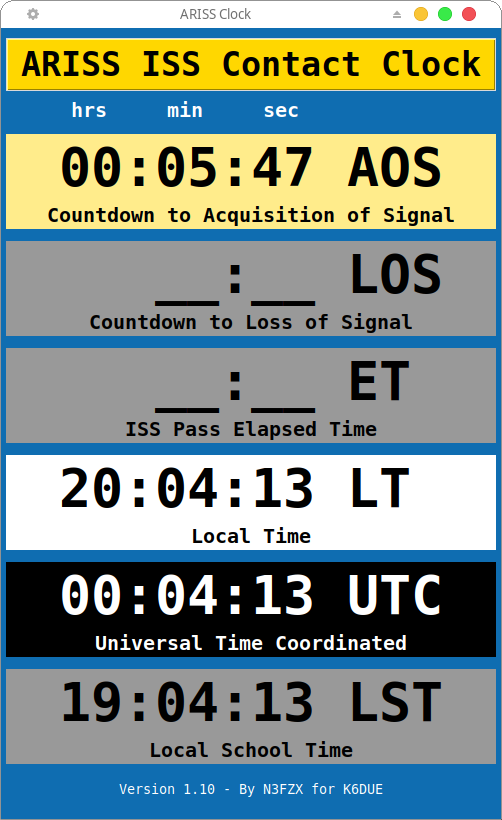 ARISS Clock
ARISS ISS Contact Clock
hrs min sec
00:05:47 AOS
Countdown to Acquisition of Signal
__:__ LOS
Countdown to Loss of Signal
__:__ ET
ISS Pass Elapsed Time
20:04:13 LT
Local Time
00:04:13 UTC
Universal Time Coordinated
19:04:13 LST
Local School Time
Version 1.10 - By N3FZX for K6DUE